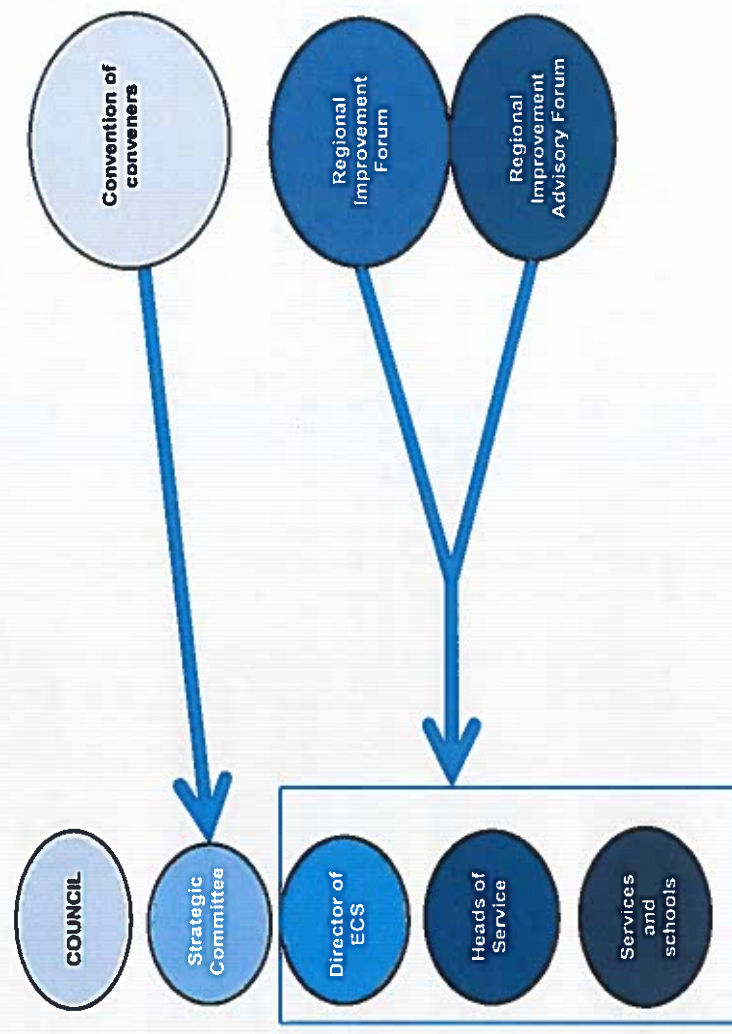 COUNCIL
Strategic
Committee
Director of
ECS
Heads of
Service
Services
and
schools
Convention of
conveners
Regional
Improvement
Forum
Regional
Improvement
Advisory Forum